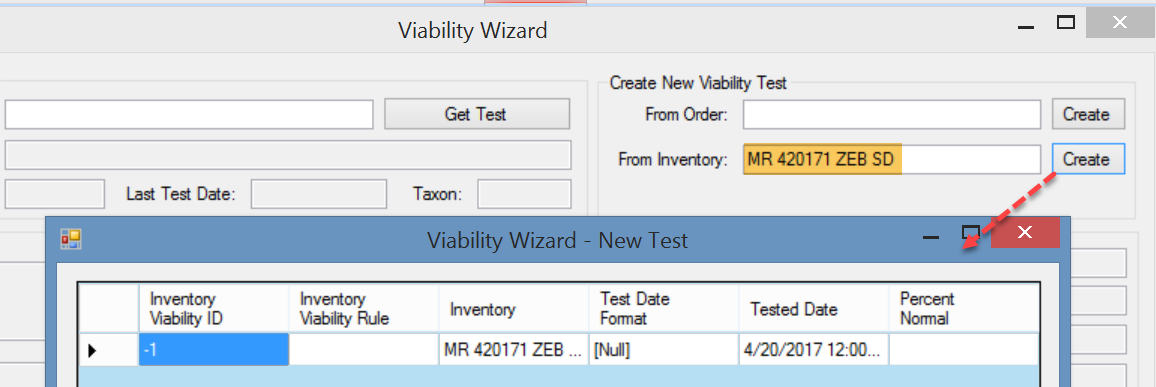 Viability Wizard
Create New Viability Test
Get Test
From Order:
Create
From Inventory:
MR 420171 ZEB SD
Create
Last Test Date:
Taxon:
Viability Wizard - New Test
Inventory Viability ID
Inventory Viability Rule
Inventory
Test Date Format
Tested Date
Percent Normal
-1
MR 420171 ZEB ...
[Null]
4/20/2017 12:00...